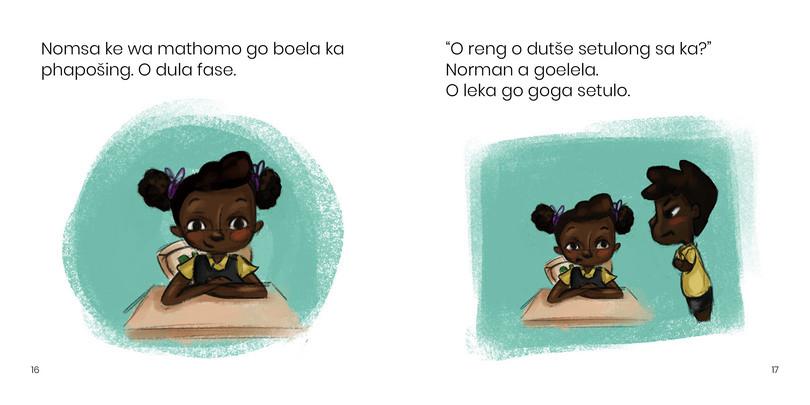 Nomsa ke wa mathomo go boela ka
phapošing. O dula fase.
“O reng o dutše setulong sa ka?”
Norman a goelela.
O leka go goga setulo.
16
17